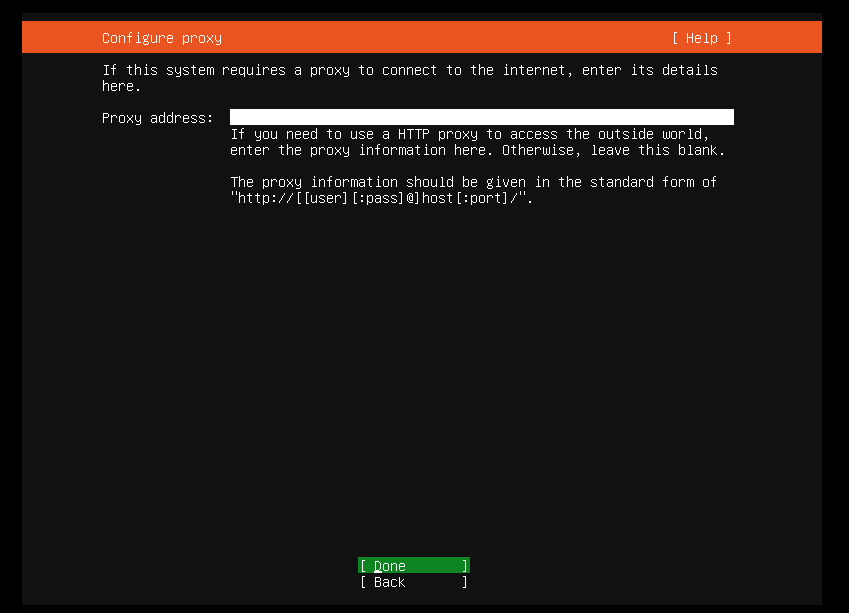 Configure proxy [ Help ]
If this system requires a proxy to connect to the internet, enter its details
here.
Proxy address:
If you need to use a HTTP proxy to access the outside world,
enter the proxy information here. Otherwise, leave this blank.
The proxy information should be given in the standard form of
"http://[[user][:pass]@]host[:port]/".
[ Done ]
[ Back ]